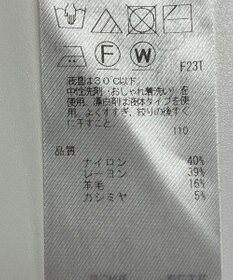 F W
F23T
液温は30℃以下。
中性洗剤(おしゃれ着洗い)を
使用。漂白剤は液体タイプを使
用。よくすすぎ、絞りの後すぐ
に干すこと。
110
品質
ナイロン 40%
レーヨン 39%
羊毛 16%
カシミヤ 5%